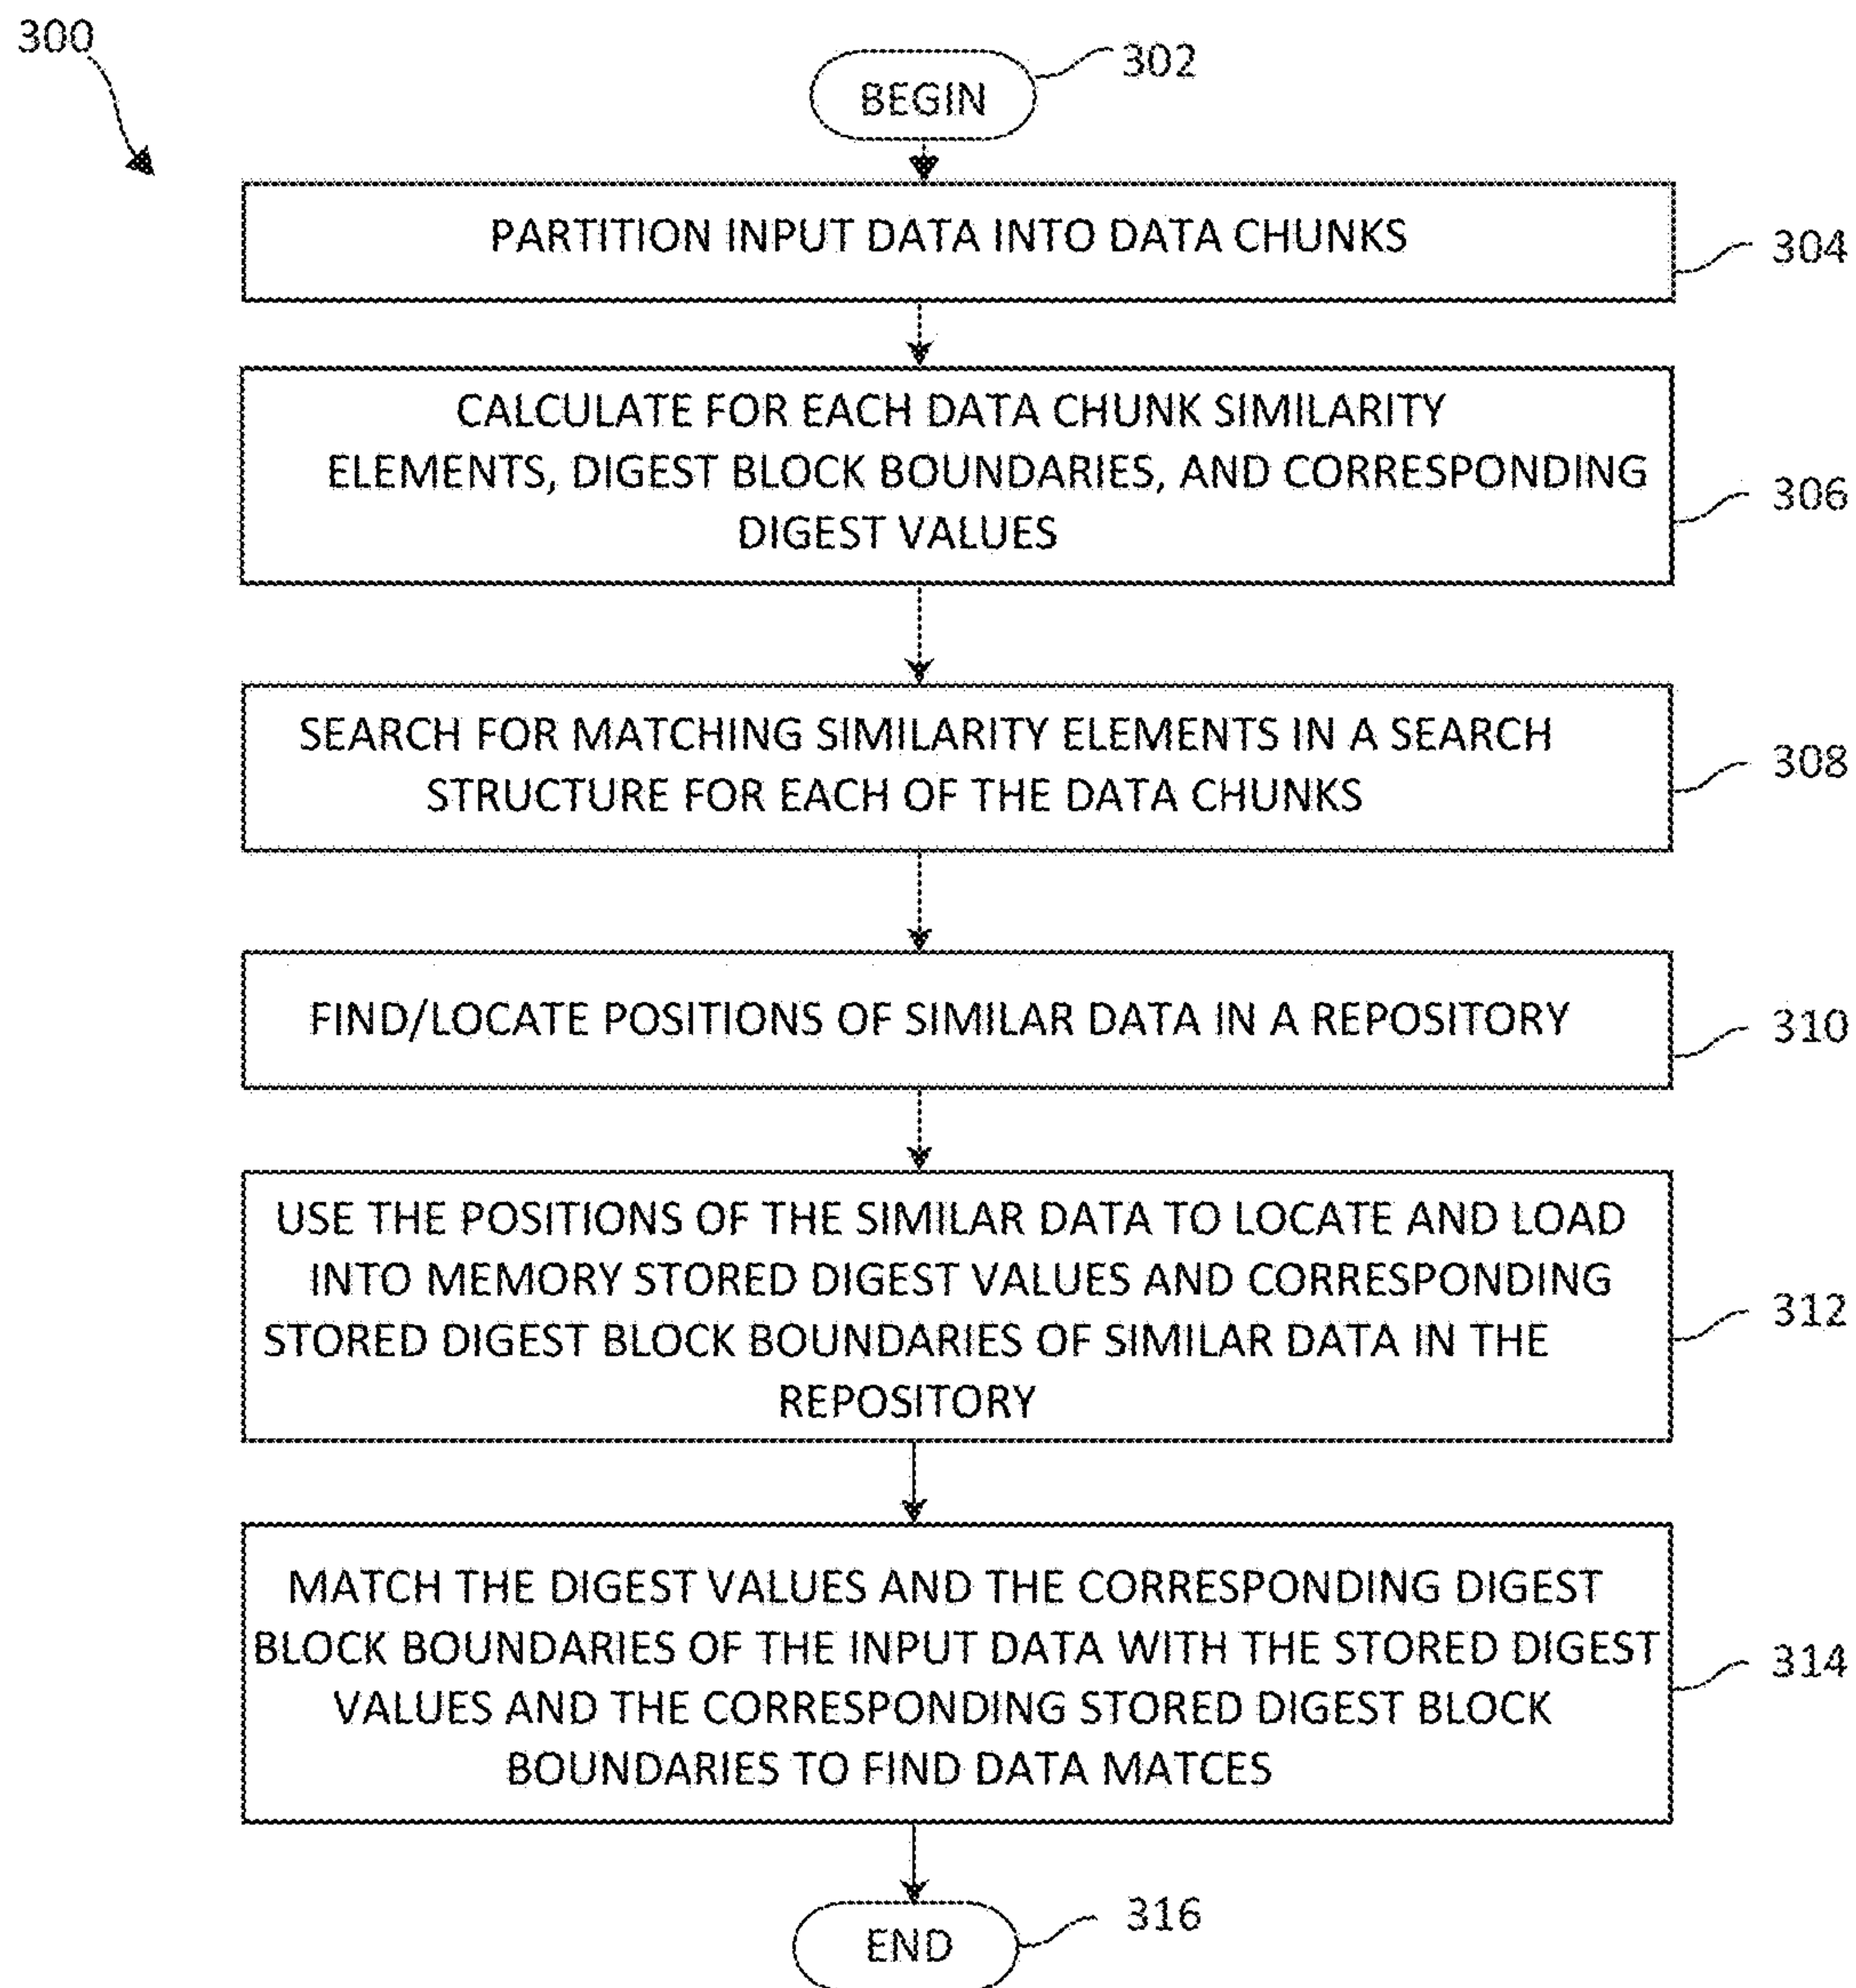 300
BEGIN
302
PARTITION INPUT DATA INTO DATA CHUNKS
304
CALCULATE FOR EACH DATA CHUNK SIMILARITY
ELEMENTS, DIGEST BLOCK BOUNDARIES, AND CORRESPONDING
DIGEST VALUES
306
SEARCH FOR MATCHING SIMILARITY ELEMENTS IN A SEARCH
STRUCTURE FOR EACH OF THE DATA CHUNKS
308
FIND/LOCATE POSITIONS OF SIMILAR DATA IN A REPOSITORY
310
USE THE POSITIONS OF THE SIMILAR DATA TO LOCATE AND LOAD
INTO MEMORY STORED DIGEST VALUES AND CORRESPONDING
STORED DIGEST BLOCK BOUNDARIES OF SIMILAR DATA IN THE
REPOSITORY
312
MATCH THE DIGEST VALUES AND THE CORRESPONDING DIGEST
BLOCK BOUNDARIES OF THE INPUT DATA WITH THE STORED DIGEST
VALUES AND THE CORRESPONDING STORED DIGEST BLOCK
BOUNDARIES TO FIND DATA MATCES
314
END
316